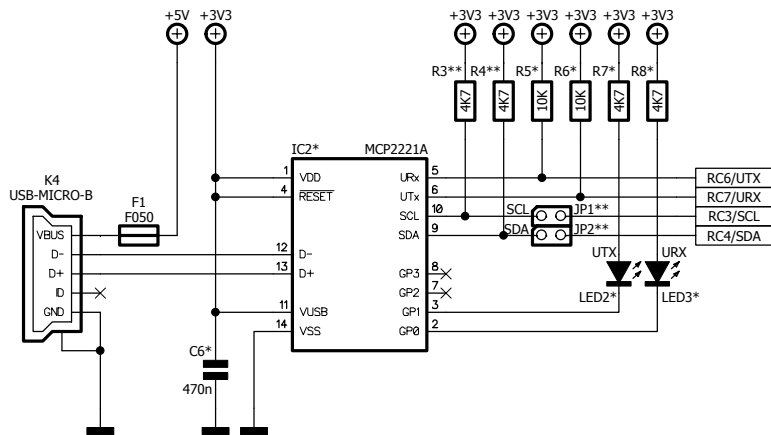 +5V +3V3 +3V3 +3V3 +3V3 +3V3 +3V3 +3V3
R3** R4** R5* R6* R7* R8*
4K7 4K7 10K 10K 4K7 4K7
IC2* MCP2221A
1 VDD URx 5 RC6/UTX
4 RESET UTx 6 RC7/URX
SCL 10 SCL JP1** RC3/SCL
SDA 9 SDA JP2** RC4/SDA
K4
USB-MICRO-B
F1
F050
VBUS
D- 12 D- UTX URX
D+ 13 D+ GP3 8
ID GP2 7 LED2* LED3*
GND 11 VUSB GP1 3
14 VSS GP0 2
C6*
470n